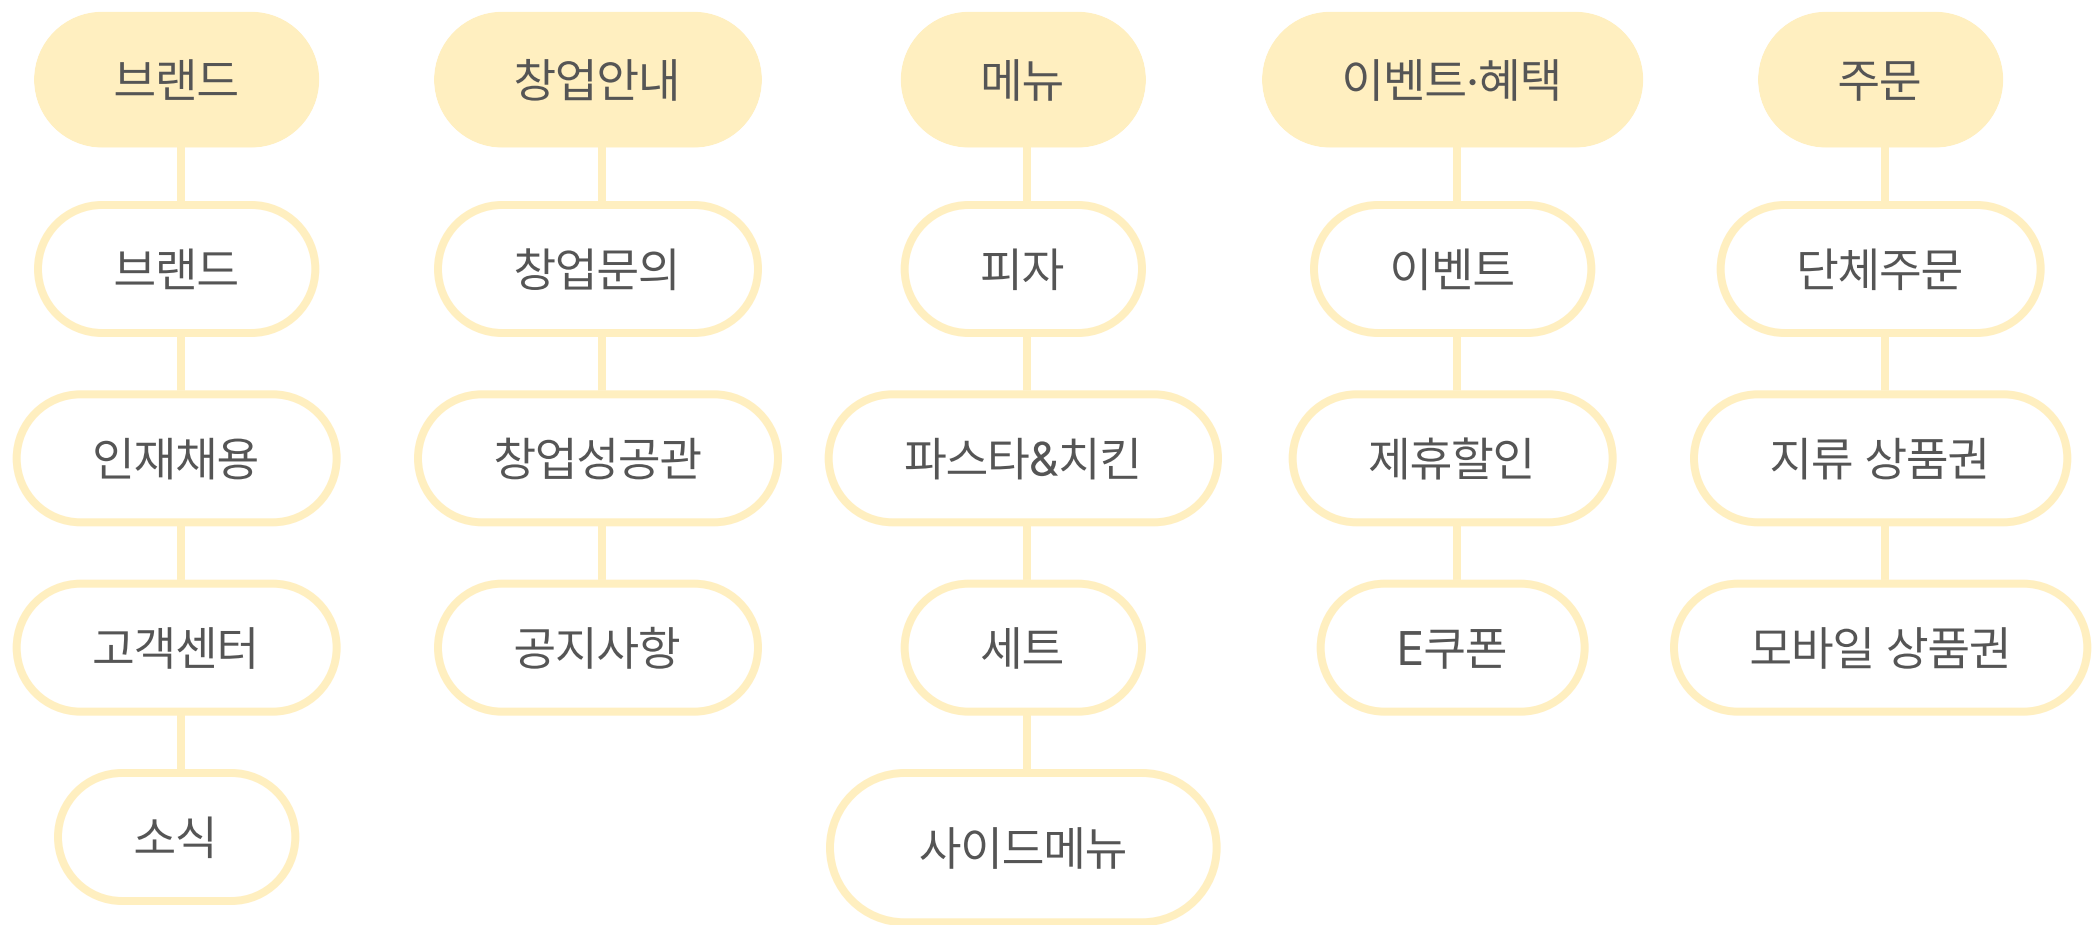 브랜드
브랜드
인재채용
고객센터
소식
창업안내
창업문의
창업성공관
공지사항
메뉴
피자
파스타&치킨
세트
사이드메뉴
이벤트·혜택
이벤트
제휴할인
E쿠폰
주문
단체주문
지류 상품권
모바일 상품권